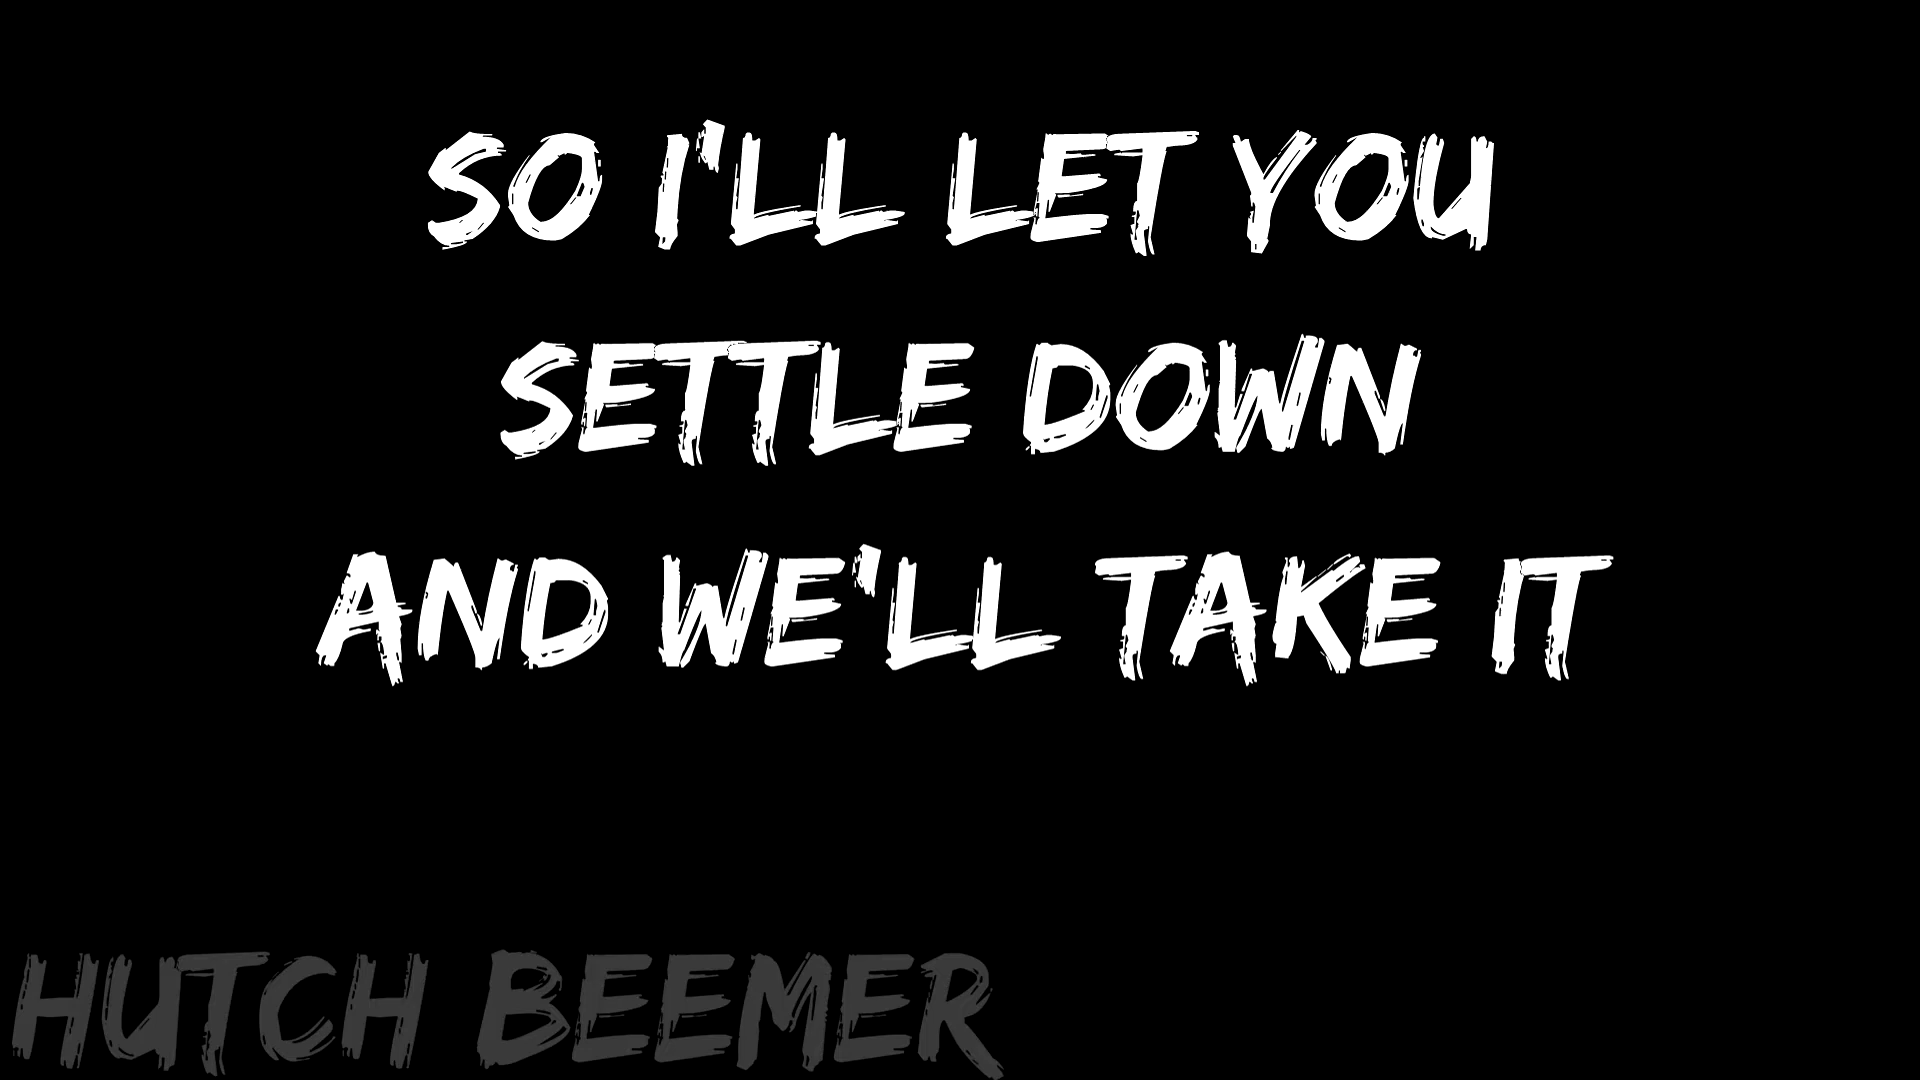 SO I'LL LET YOU
SETTLE DOWN
AND WE'LL TAKE IT
HUTCH BEEMER